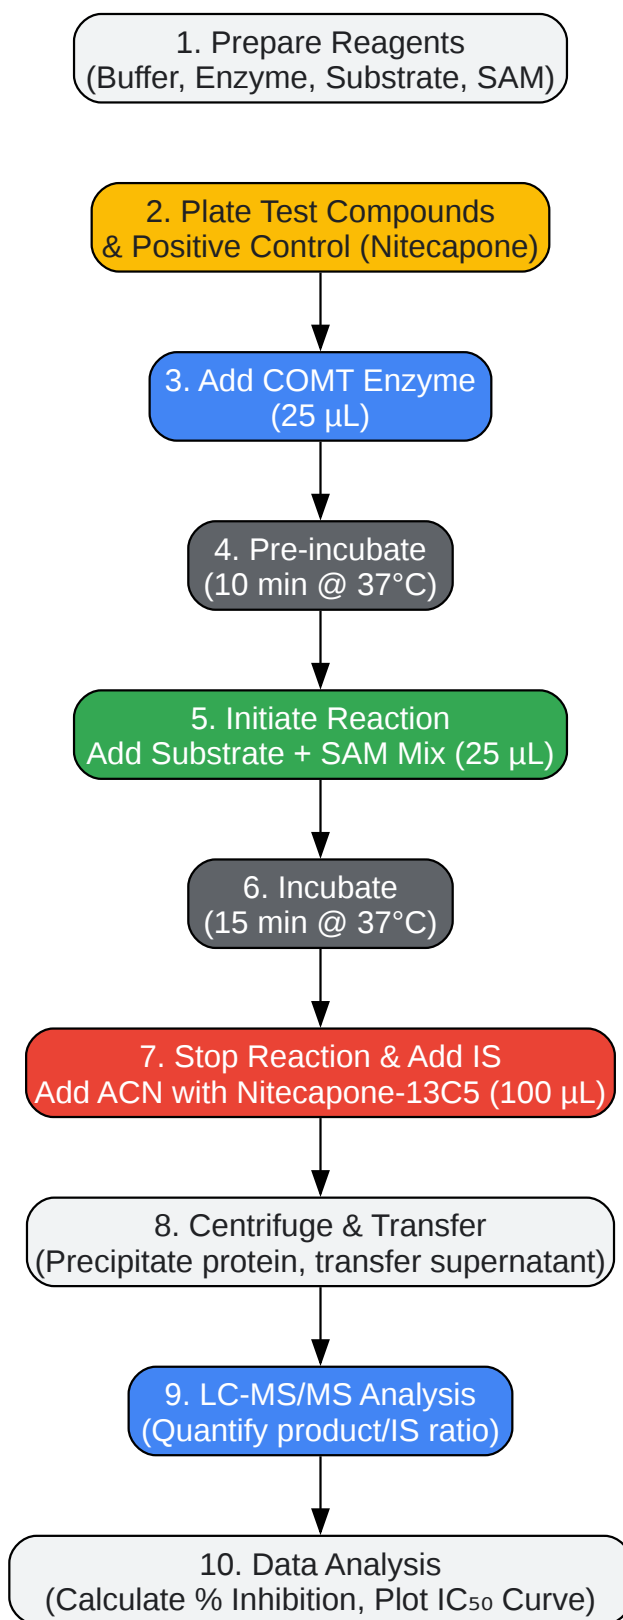 1. Prepare Reagents
(Buffer, Enzyme, Substrate, SAM)
2. Plate Test Compounds
& Positive Control (Nitecapone)
3. Add COMT Enzyme
(25 µL)
4. Pre-incubate
(10 min @ 37°C)
5. Initiate Reaction
Add Substrate + SAM Mix (25 µL)
6. Incubate
(15 min @ 37°C)
7. Stop Reaction & Add IS
Add ACN with Nitecapone-13C5 (100 µL)
8. Centrifuge & Transfer
(Precipitate protein, transfer supernatant)
9. LC-MS/MS Analysis
(Quantify product/IS ratio)
10. Data Analysis
(Calculate % Inhibition, Plot IC₅₀ Curve)